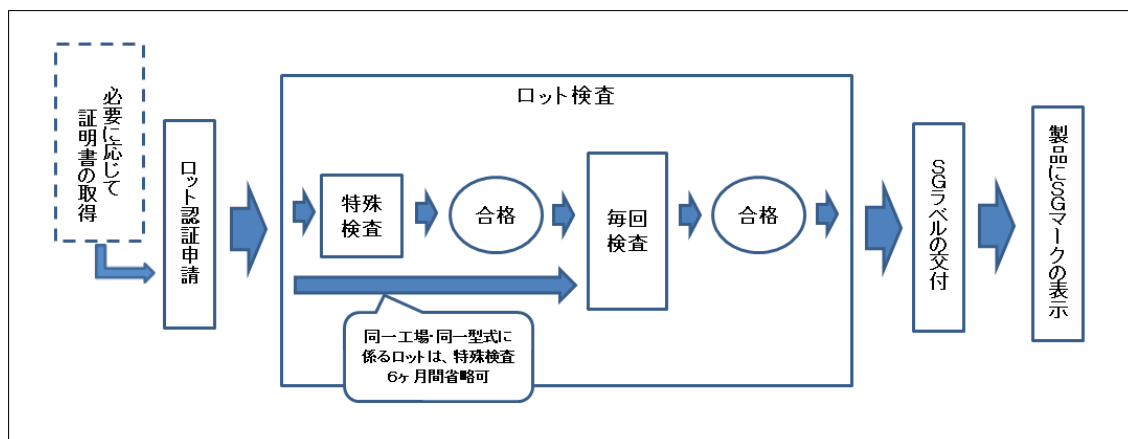 必要に応じて
証明書の取得
ロット認証申請
ロット検査
特殊
検査
合格
毎回
検査
合格
同一工場・同一型式に
係るロットは、特殊検査
6ヶ月間省略可
SGラベルの交付
製品にSGマークの表示